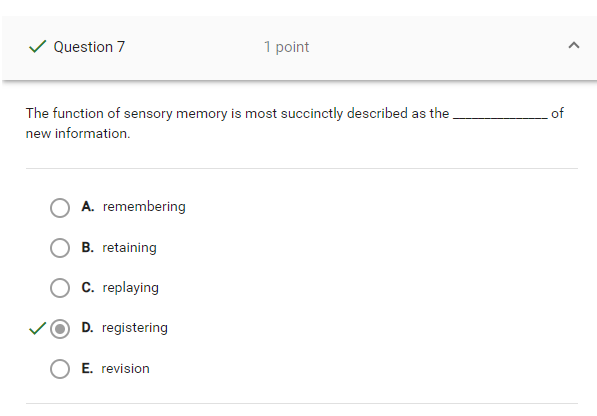 Question 7 1 point
The function of sensory memory is most succinctly described as the ______________ of
new information.
A. remembering
B. retaining
C. replaying
D. registering
E. revision